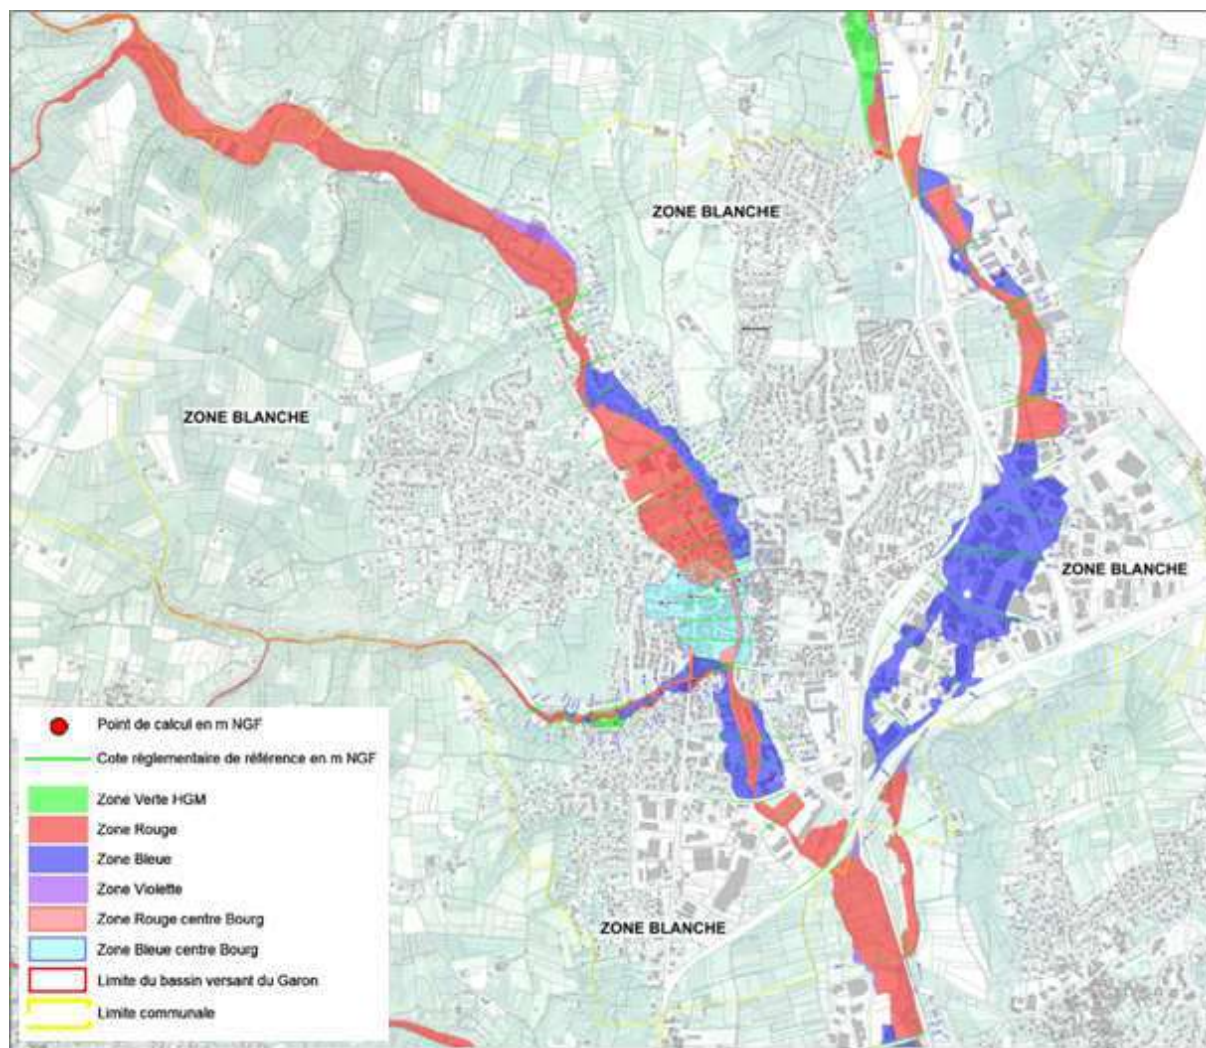 ZONE BLANCHE
ZONE BLANCHE
ZONE BLANCHE
ZONE BLANCHE
Point de calcul en m NGF
Cote règlementaire de référence en m NGF
Zone Verte HGM
Zone Rouge
Zone Bleue
Zone Violette
Zone Rouge centre Bourg
Zone Bleue centre Bourg
Limite du bassin versant du Garon
Limite communale